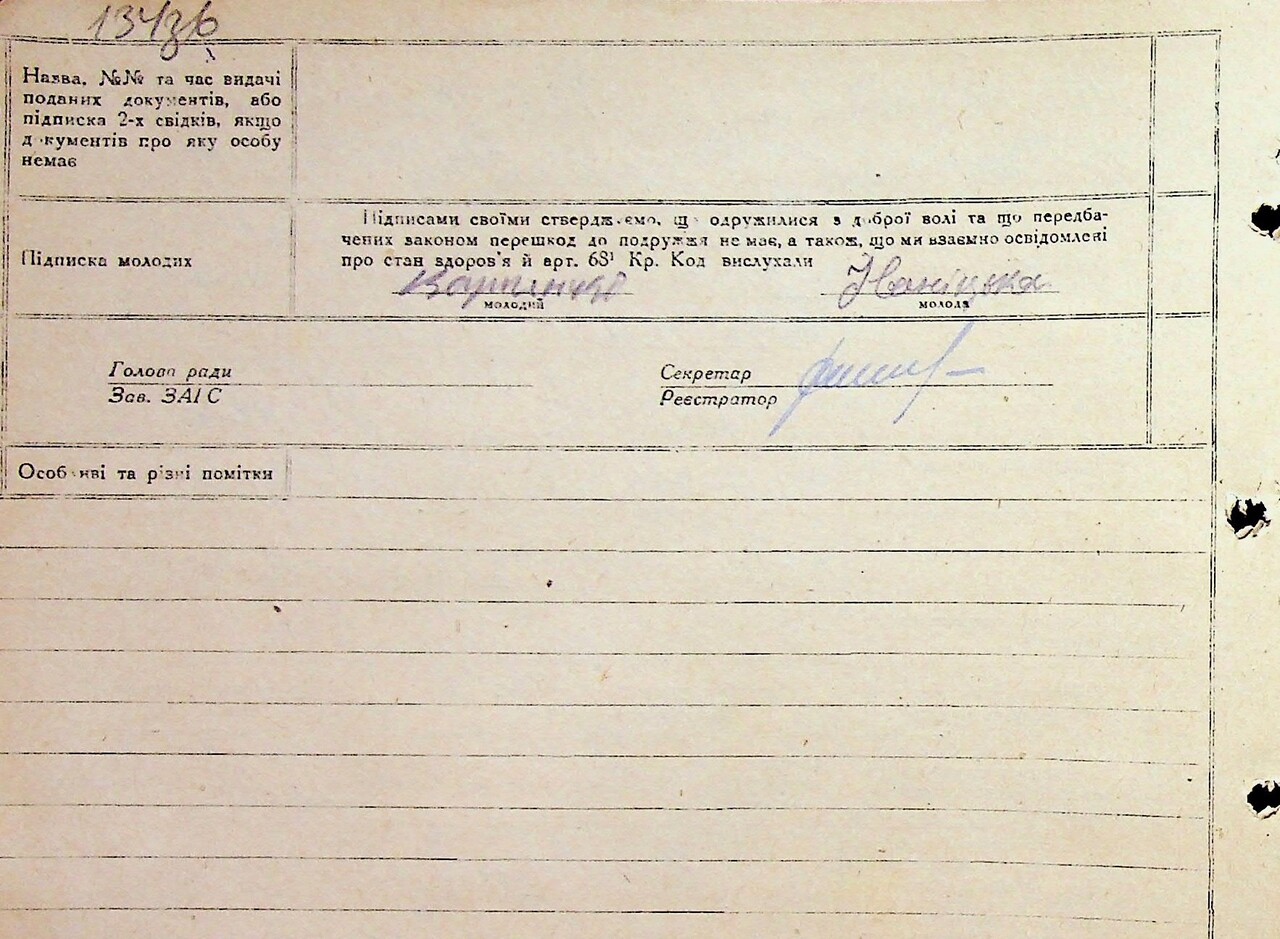 134зв
Назва, №№ та час видачі
поданих документів, або
підписка 2-х свідків, якщо
документів про яку особу
немає
Підписами своїми стверджуємо, що одружилися з доброї волі та що передба-
чених законом перешкод до подружжя не має, а також, що ми взаємно освідомлені
про стан здоров'я й арт. 68¹ Кр. Код вислухали
Підписка молодих
молодий
молода
Голова ради
Зав. ЗАГС
Секретар
Реєстратор
Особливі та різні помітки